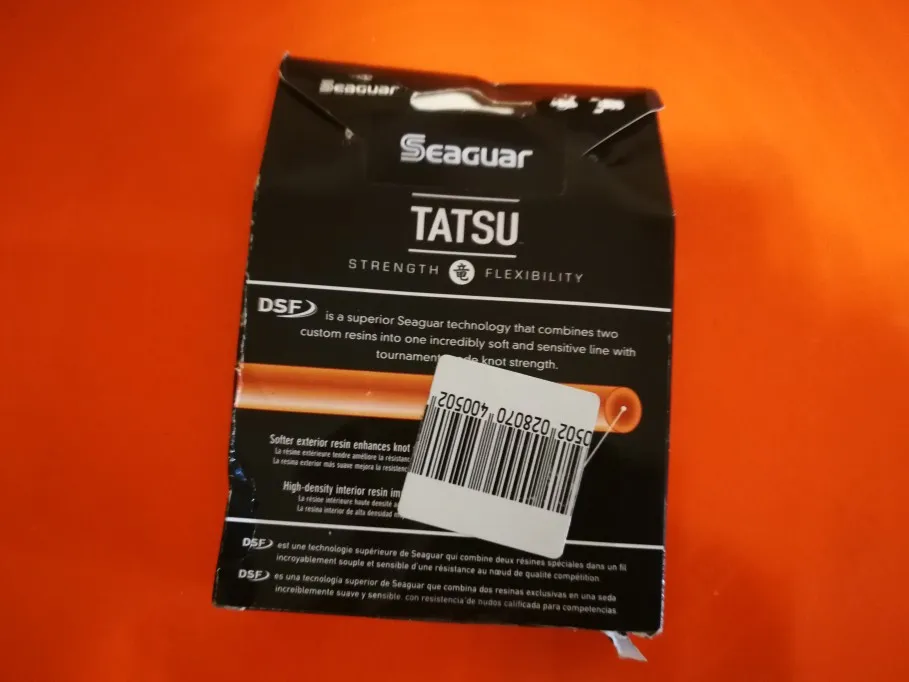 Seaguar
Seaguar
TATSU
STRENGTH 竜 FLEXIBILITY
DSF is a superior Seaguar technology that combines two
custom resins into one incredibly soft and sensitive line with
tournament knot strength.
0502 028070 400502
Softer exterior resin enhances knot
La résine extérieure tendre améliore la
La resina exterior más suave mejora la
High-density interior resin
La résine intérieure haute densité
La resina interior de alta densidad
DSF est une technologie supérieure de Seaguar qui combine deux résines spéciales dans un fil
incroyablement souple et sensible d'une résistance au nœud de qualite compétition
DSF es una tecnología superior de Seaguar que combina dos resinas exclusivas en una seda
increíblemente suave y sensible. con resistencia de nudos calificada para competencias